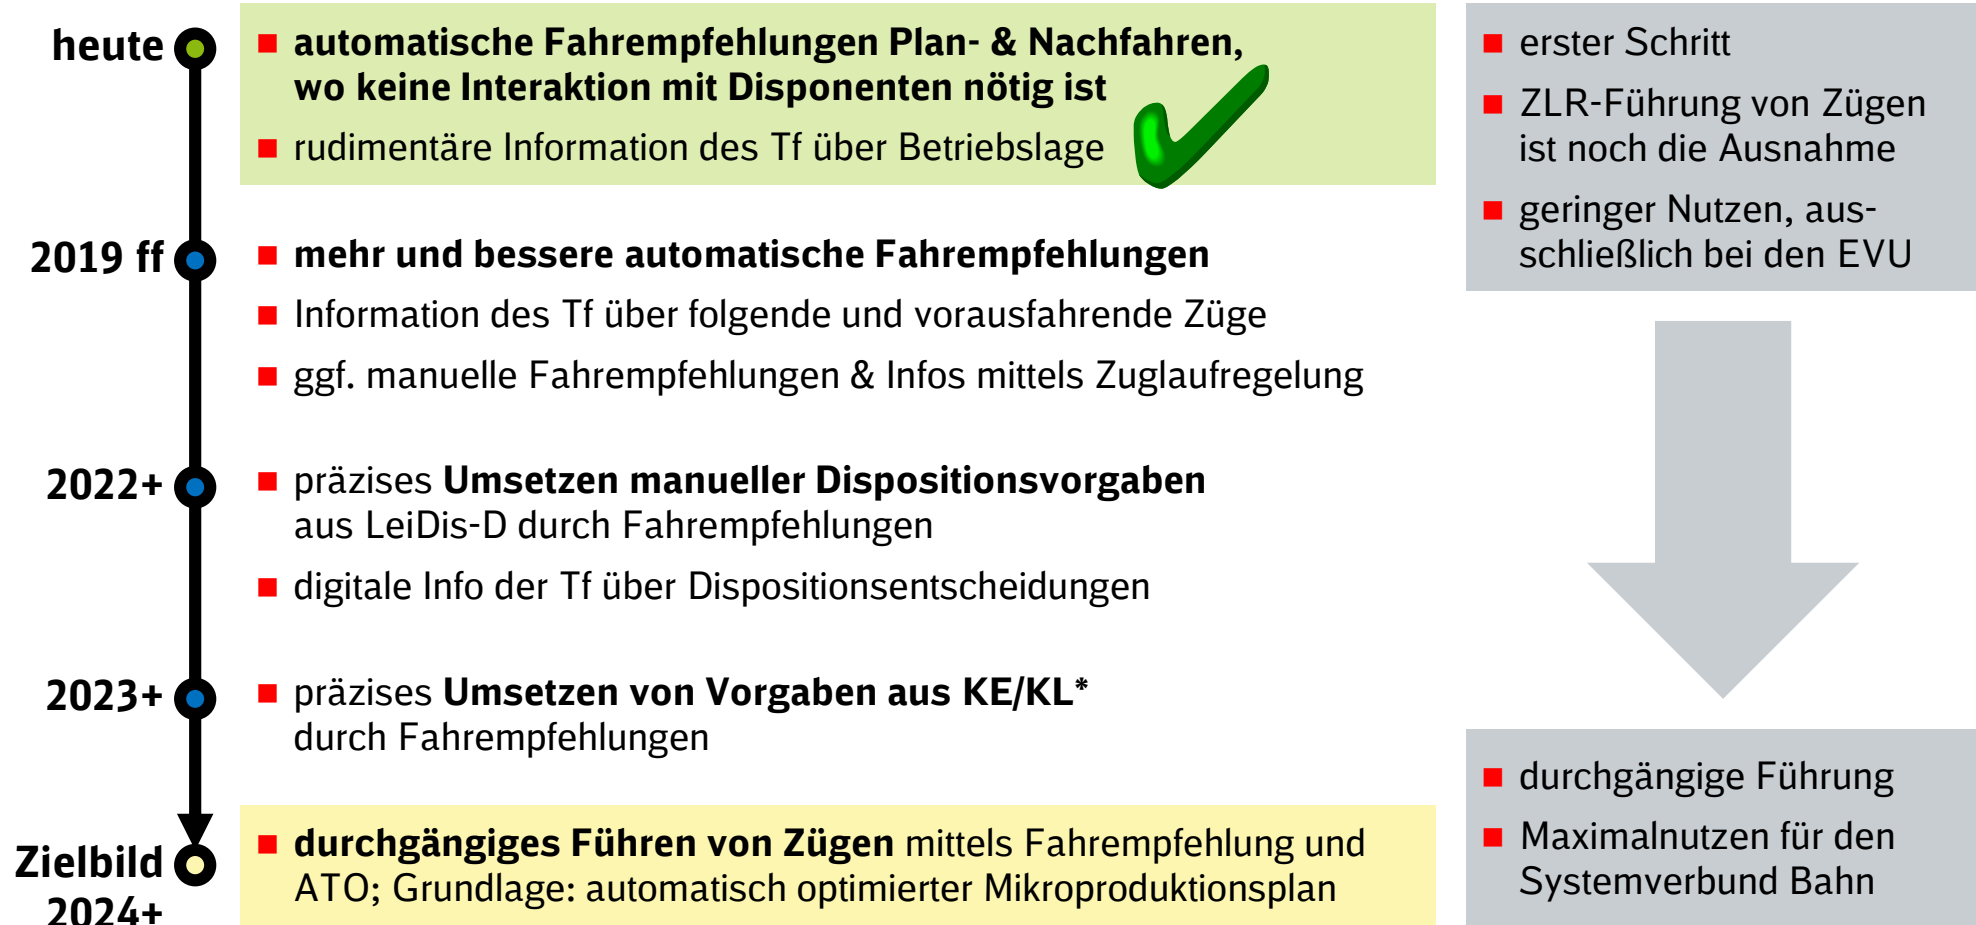 heute
automatische Fahrempfehlungen Plan- & Nachfahren,
wo keine Interaktion mit Disponenten nötig ist
rudimentäre Information des Tf über Betriebslage
2019 ff
mehr und bessere automatische Fahrempfehlungen
Information des Tf über folgende und vorausfahrende Züge
ggf. manuelle Fahrempfehlungen & Infos mittels Zuglaufregelung
2022+
präzises Umsetzen manueller Dispositionsvorgaben
aus LeiDis-D durch Fahrempfehlungen
digitale Info der Tf über Dispositionsentscheidungen
2023+
präzises Umsetzen von Vorgaben aus KE/KL*
durch Fahrempfehlungen
Zielbild
2024+
durchgängiges Führen von Zügen mittels Fahrempfehlung und
ATO; Grundlage: automatisch optimierter Mikroproduktionsplan
erster Schritt
ZLR-Führung von Zügen
ist noch die Ausnahme
geringer Nutzen, aus-
schließlich bei den EVU
durchgängige Führung
Maximalnutzen für den
Systemverbund Bahn